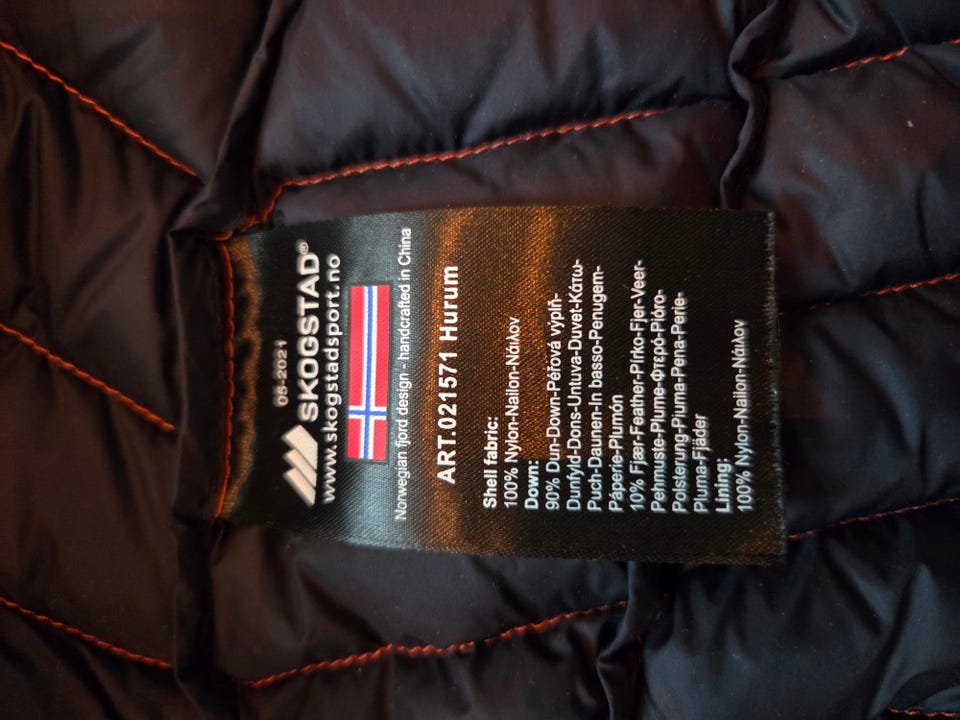 05-2021
SKOGSTAD®
www.skogstadsport.no
Norwegian fjord design - handcrafted in China
ART.021571 Hurum
Shell fabric:
100% Nylon-Nailon-Νάιλον
Down:
90% Dun-Down-Péřová výplň-
Dunfyld-Dons-Untuva-Duvet-Κάτω-
Puch-Daunen-In basso-Penugem-
Páperie-Plumón
10% Fjær-Feather-Pírko-Fjer-Veer-
Pehmuste-Plume-Φτερό-Pióro-
Polsterung-Piuma-Pena-Perie-
Pluma-Fjäder
Lining:
100% Nylon-Nailon-Νάιλον